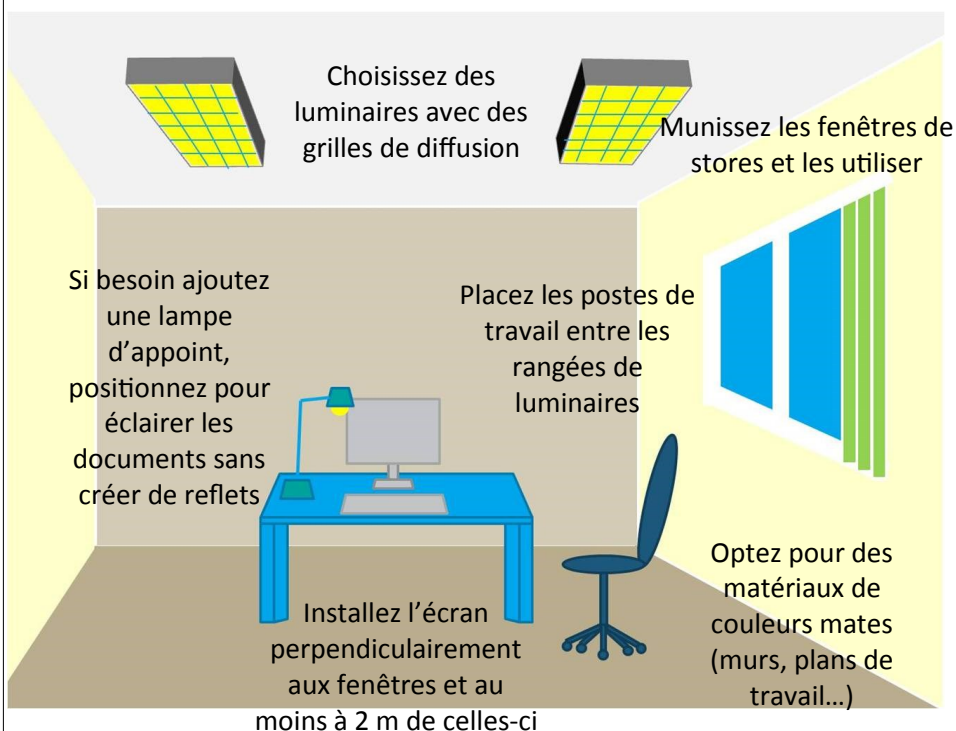 Choisissez des
luminaires avec des
grilles de diffusion
Munissez les fenêtres de
stores et les utiliser
Si besoin ajoutez
une lampe
d’appoint,
positionnez pour
éclairer les
documents sans
créer de reflets
Placez les postes de
travail entre les
rangées de
luminaires
Installez l’écran
perpendiculairement
aux fenêtres et au
moins à 2 m de celles-ci
Optez pour des
matériaux de
couleurs mates
(murs, plans de
travail…)